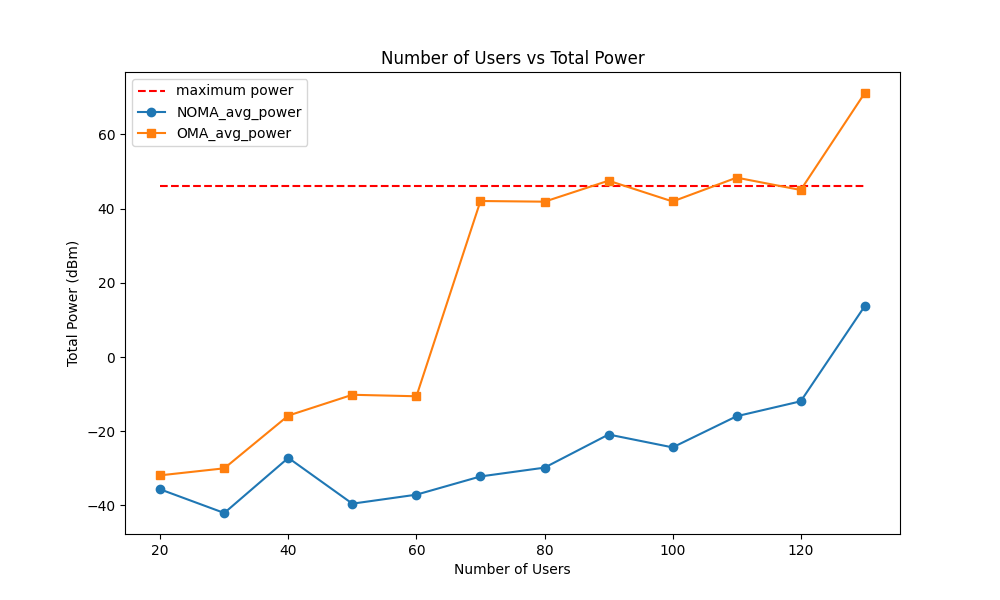 Number of Users vs Total Power
maximum power
NOMA_avg_power
OMA_avg_power
Total Power (dBm)
60
40
20
0
−20
−40
20 40 60 80 100 120
Number of Users